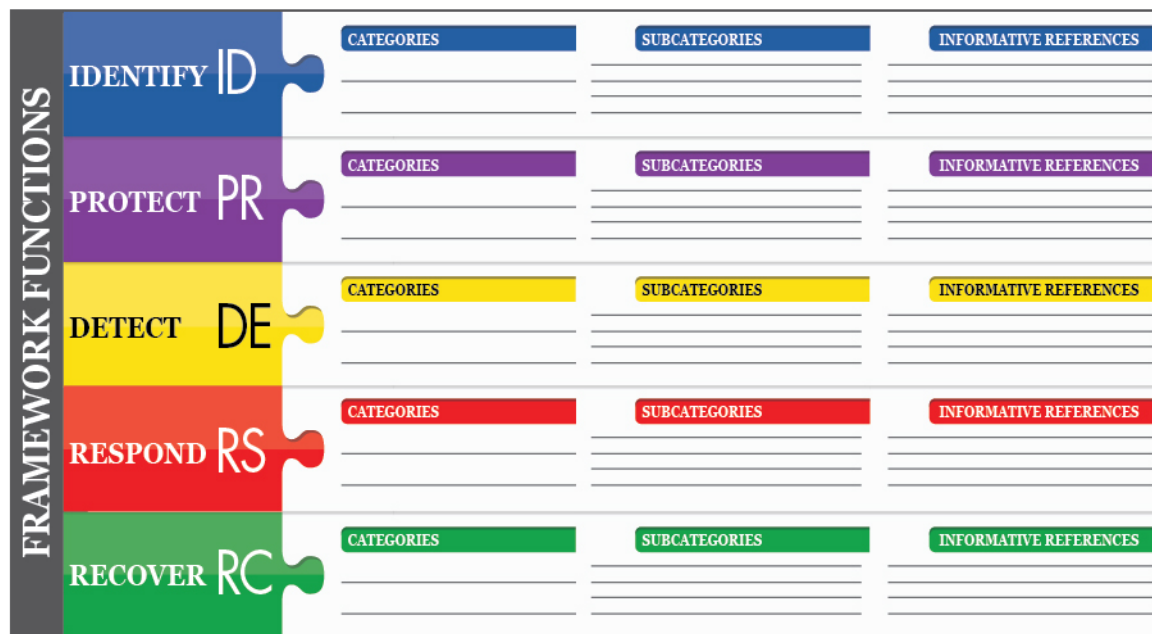 FRAMEWORK FUNCTIONS
IDENTIFY ID
CATEGORIES
SUBCATEGORIES
INFORMATIVE REFERENCES
PROTECT PR
CATEGORIES
SUBCATEGORIES
INFORMATIVE REFERENCES
DETECT DE
CATEGORIES
SUBCATEGORIES
INFORMATIVE REFERENCES
RESPOND RS
CATEGORIES
SUBCATEGORIES
INFORMATIVE REFERENCES
RECOVER RC
CATEGORIES
SUBCATEGORIES
INFORMATIVE REFERENCES